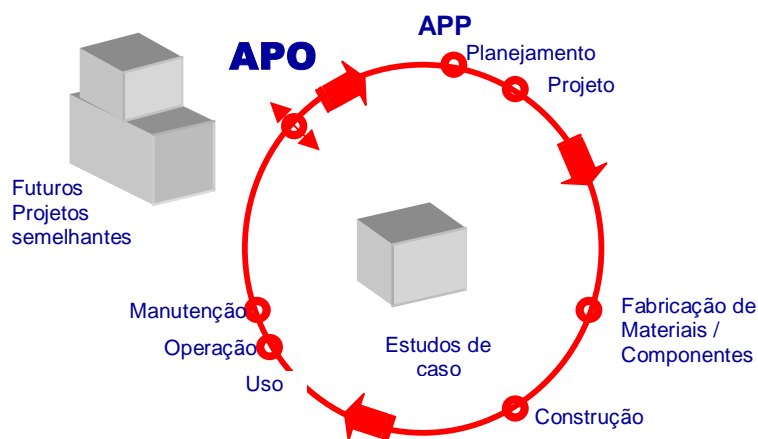 APP
APO
Planejamento
Projeto
Futuros
Projetos
semelhantes
Manutenção
Operação
Uso
Estudos de
caso
Fabricação de
Materiais /
Componentes
Construção